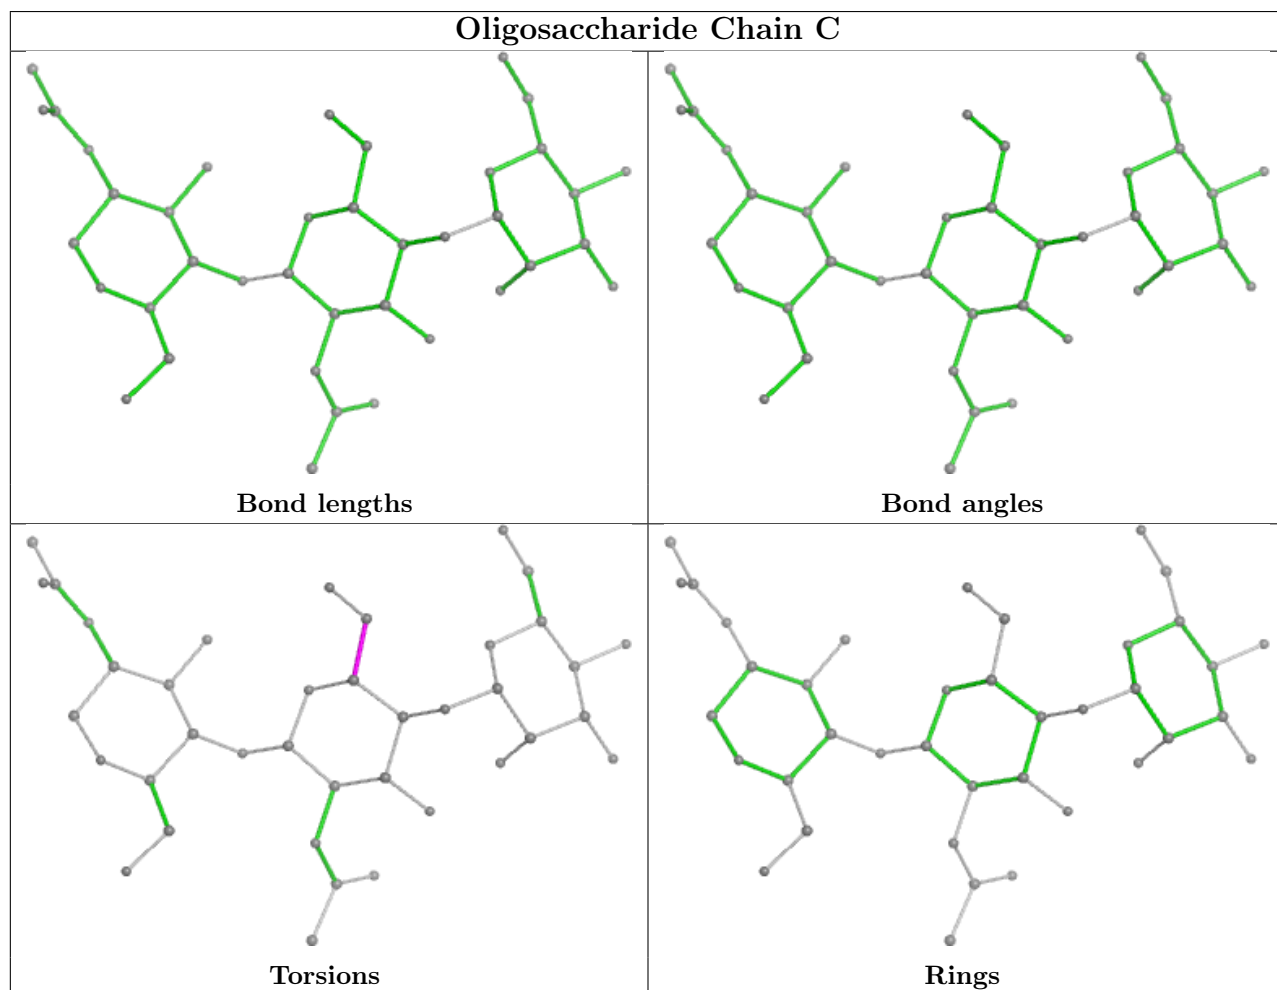 Oligosaccharide Chain C
Bond lengths
Bond angles
Torsions
Rings